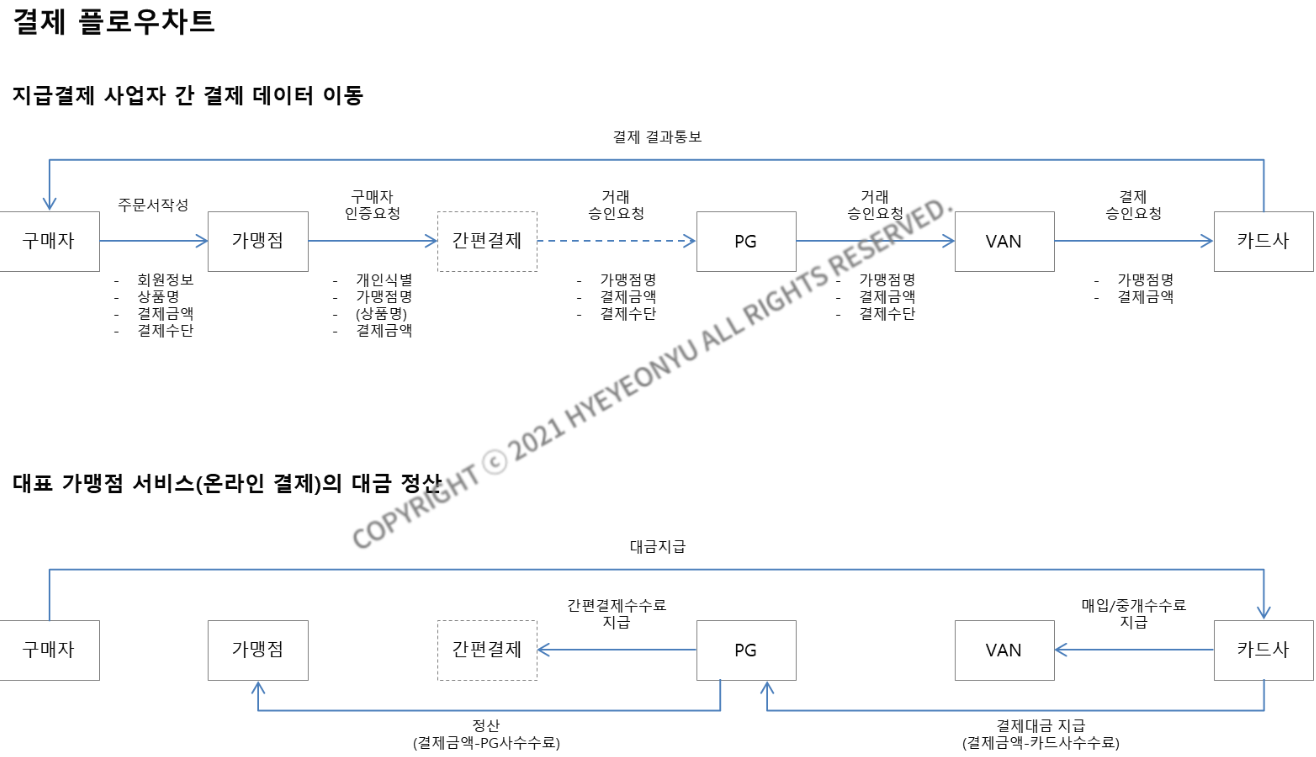 결제 플로우차트
지급결제 사업자 간 결제 데이터 이동
결제 결과통보
주문서작성
구매자
인증요청
거래
승인요청
거래
승인요청
결제
승인요청
구매자
가맹점
간편결제
PG
VAN
카드사
- 회원정보
- 상품명
- 결제금액
- 결제수단
- 개인식별
- 가맹점명
- (상품명)
- 결제금액
- 가맹점명
- 결제금액
- 결제수단
- 가맹점명
- 결제금액
- 결제수단
- 가맹점명
- 결제금액
COPYRIGHT ⓒ 2021 HYEYEONYU ALL RIGHTS RESERVED.
대표 가맹점 서비스(온라인 결제)의 대금 정산
대금지급
간편결제수수료
지급
매입/중개수수료
지급
구매자
가맹점
간편결제
PG
VAN
카드사
정산
(결제금액-PG사수수료)
결제대금 지급
(결제금액-카드사수수료)